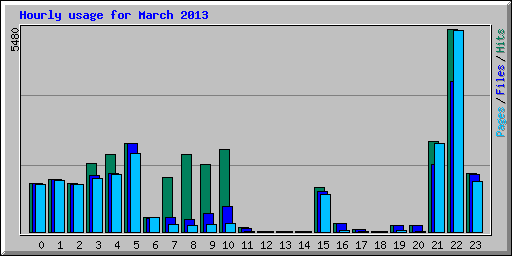 Hourly usage for March 2013
5480
Pages/Files/Hits
0 1 2 3 4 5 6 7 8 9 10 11 12 13 14 15 16 17 18 19 20 21 22 23